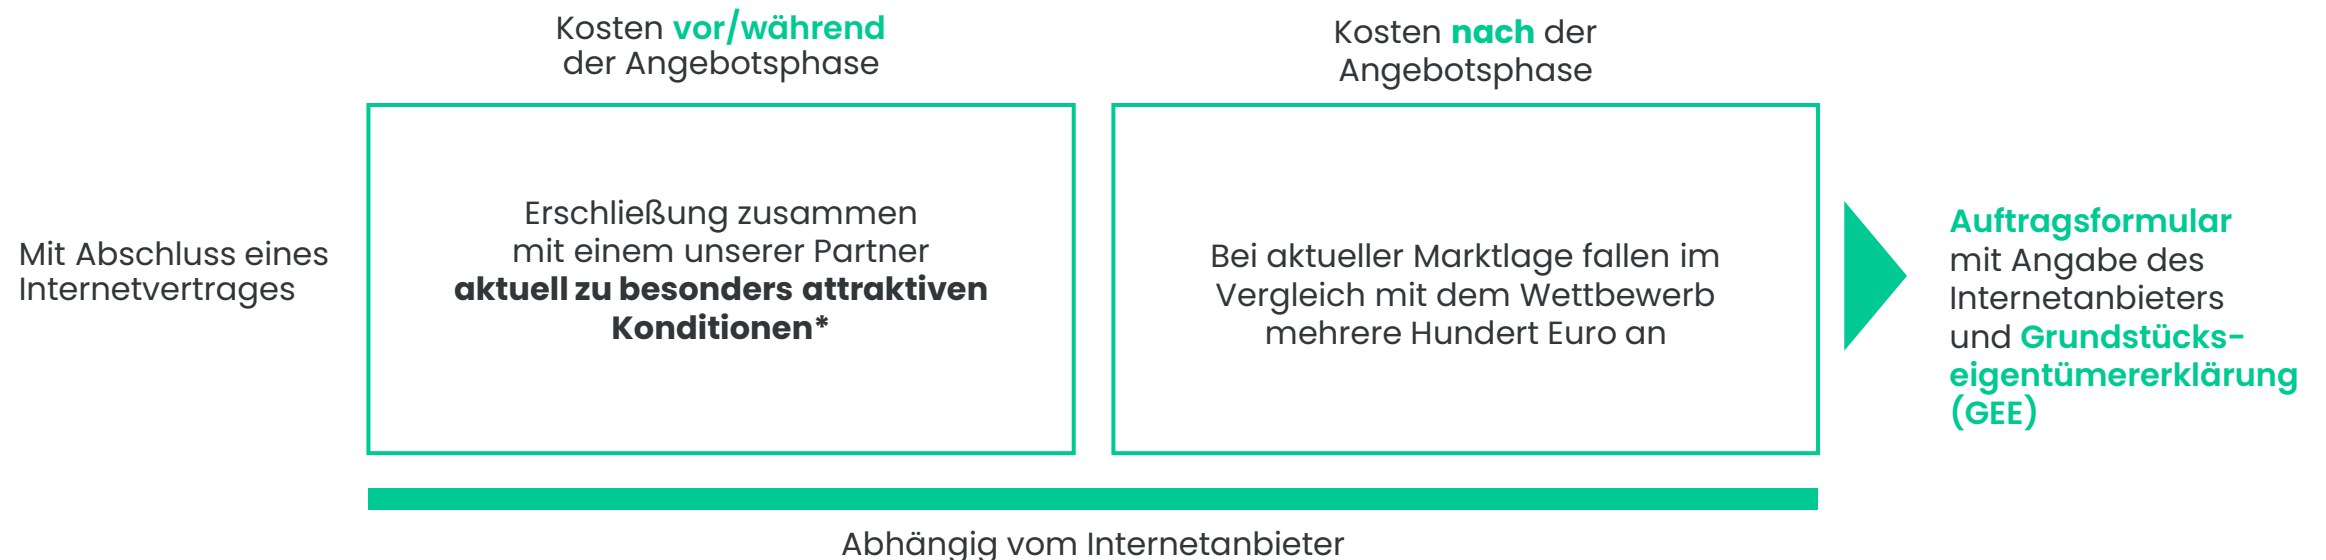 Kosten vor/während
der Angebotsphase
Kosten nach der
Angebotsphase
Mit Abschluss eines
Internetvertrages
Erschließung zusammen
mit einem unserer Partner
aktuell zu besonders attraktiven
Konditionen*
Bei aktueller Marktlage fallen im
Vergleich mit dem Wettbewerb
mehrere Hundert Euro an
Auftragsformular
mit Angabe des
Internetanbieters
und Grundstücks-
eigentümererklärung
(GEE)
Abhängig vom Internetanbieter